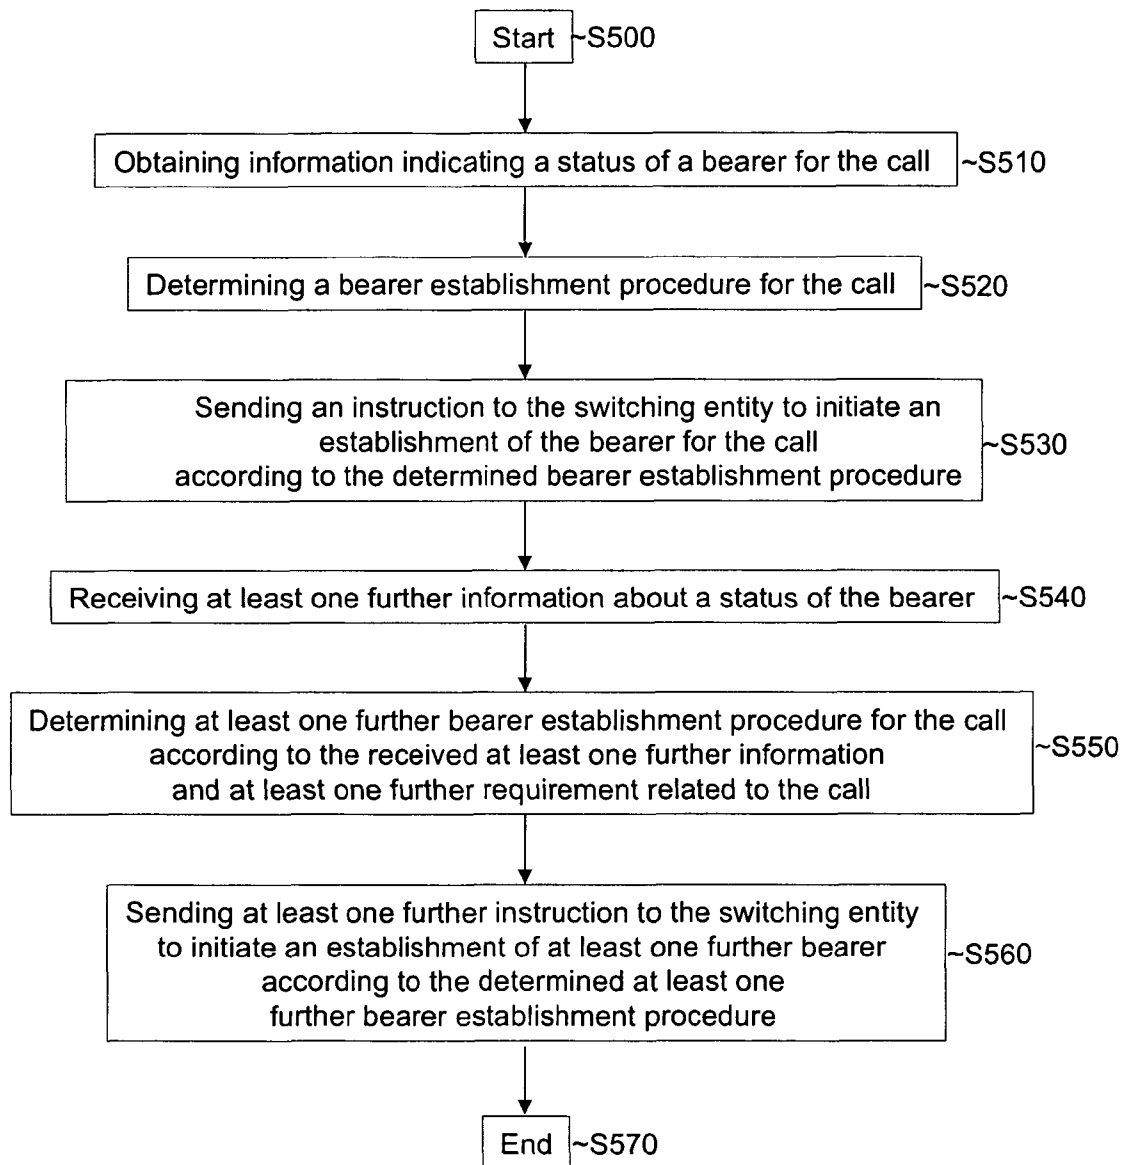 Start ~S500
Obtaining information indicating a status of a bearer for the call ~S510
Determining a bearer establishment procedure for the call ~S520
Sending an instruction to the switching entity to initiate an
establishment of the bearer for the call
according to the determined bearer establishment procedure
~S530
Receiving at least one further information about a status of the bearer ~S540
Determining at least one further bearer establishment procedure for the call
according to the received at least one further information
and at least one further requirement related to the call
~S550
Sending at least one further instruction to the switching entity
to initiate an establishment of at least one further bearer
according to the determined at least one
further bearer establishment procedure
~S560
End ~S570